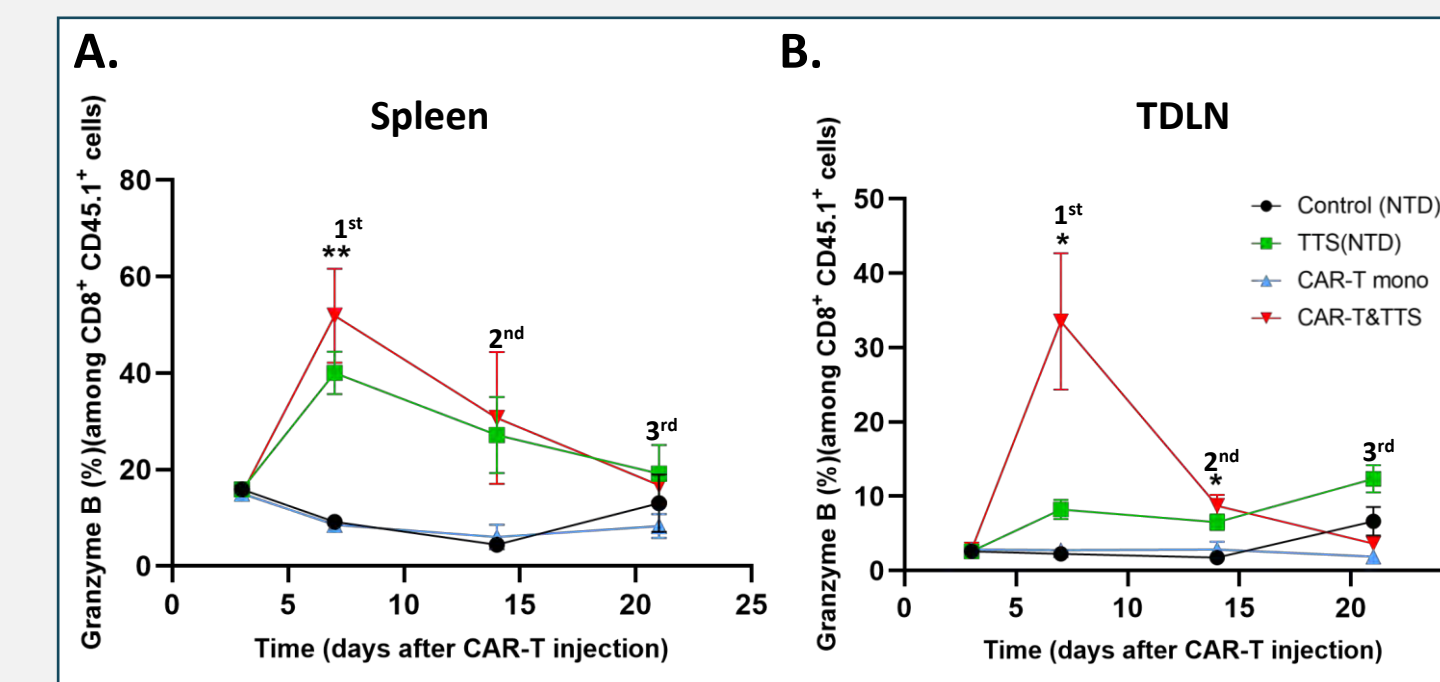 A.
Spleen
Granzyme B (%)(among CD8⁺ CD45.1⁺ cells)
80
60
40
20
0
1st
**
2nd
3rd
0 5 10 15 20 25
Time (days after CAR-T injection)
B.
TDLN
Granzyme B (%)(among CD8⁺ CD45.1⁺ cells)
50
40
30
20
10
0
1st
*
2nd
*
3rd
Control (NTD)
TTS(NTD)
CAR-T mono
CAR-T&TTS
0 5 10 15 20
Time (days after CAR-T injection)